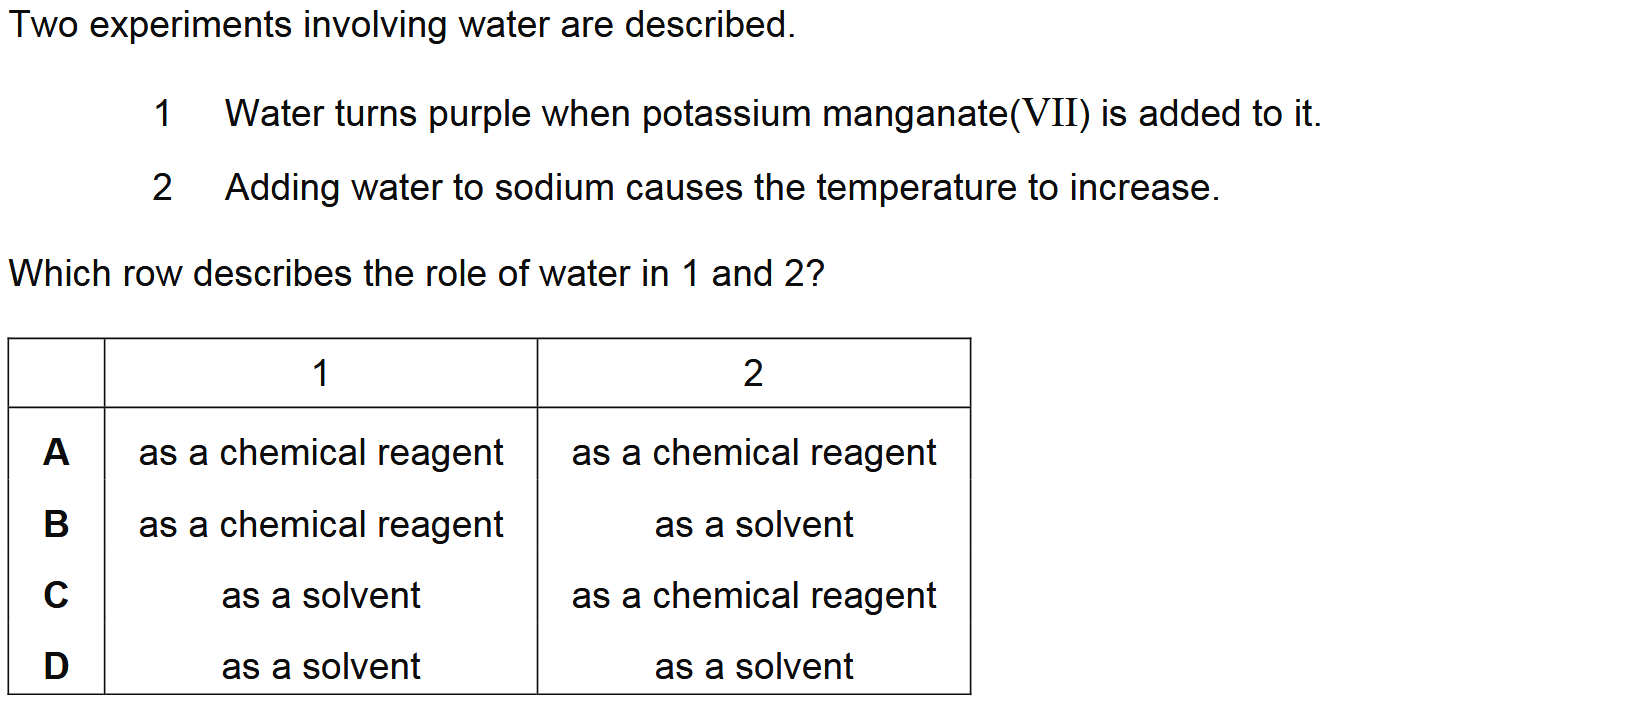 Two experiments involving water are described.
1 Water turns purple when potassium manganate(VII) is added to it.
2 Adding water to sodium causes the temperature to increase.
Which row describes the role of water in 1 and 2?
1 2
A as a chemical reagent as a chemical reagent
B as a chemical reagent as a solvent
C as a solvent as a chemical reagent
D as a solvent as a solvent